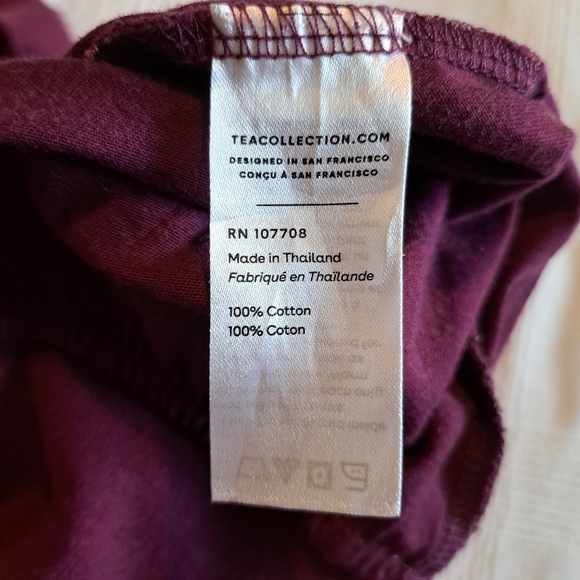 TEACOLLECTION.COM
DESIGNED IN SAN FRANCISCO
CONÇU À SAN FRANCISCO
RN 107708
Made in Thailand
Fabriqué en Thaïlande
100% Cotton
100% Coton